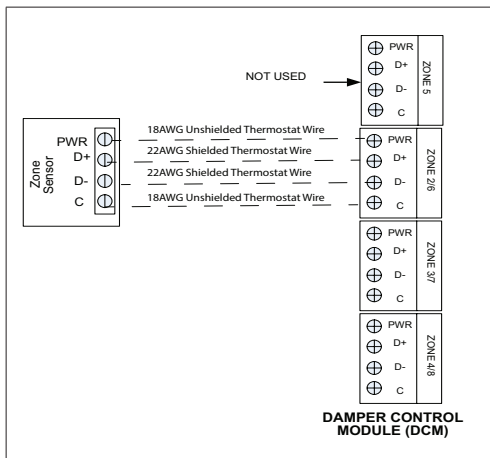 NOT USED
PWR
D+
D-
C
ZONE 5
18AWG Unshielded Thermostat Wire
22AWG Shielded Thermostat Wire
22AWG Shielded Thermostat Wire
18AWG Unshielded Thermostat Wire
Zone
Sensor
PWR
D+
D-
C
PWR
D+
D-
C
ZONE 2/6
PWR
D+
D-
C
ZONE 3/7
PWR
D+
D-
C
ZONE 4/8
DAMPER CONTROL
MODULE (DCM)